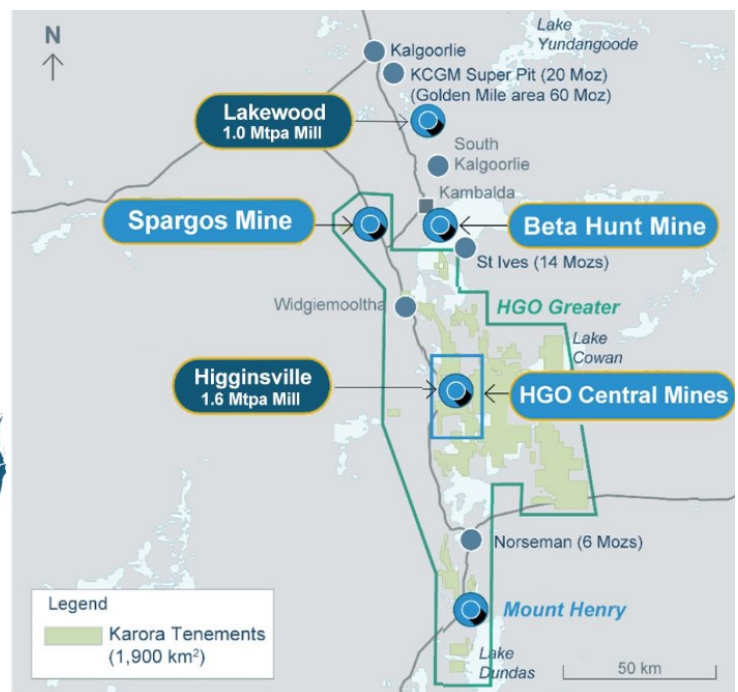 Lake
Yundangoode
N
Kalgoorlie
KCGM Super Pit (20 Moz)
(Golden Mile area 60 Moz)
Lakewood
1.0 Mtpa Mill
South
Kalgoorlie
Kambalda
Spargos Mine
Beta Hunt Mine
St Ives (14 Mozs)
Widgiemooltha
HGO Greater
Lake
Cowan
Higginsville
1.6 Mtpa Mill
HGO Central Mines
Norseman (6 Mozs)
Legend
Karora Tenements
(1,900 km²)
Mount Henry
Lake
Dundas
50 km